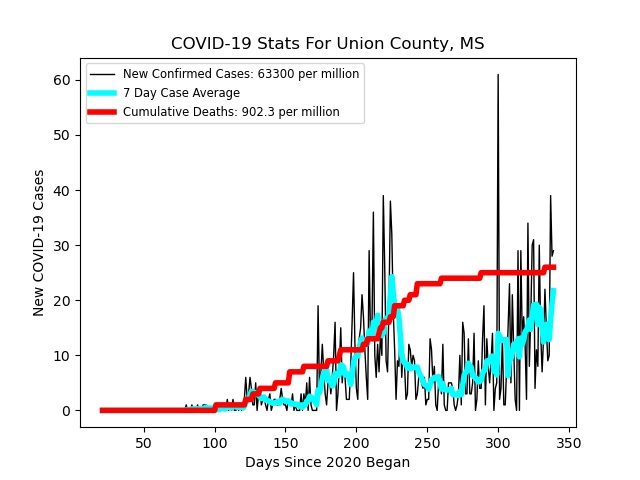 COVID-19 Stats For Union County, MS
New Confirmed Cases: 63300 per million
7 Day Case Average
Cumulative Deaths: 902.3 per million
New COVID-19 Cases
60
50
40
30
20
10
0
50 100 150 200 250 300 350
Days Since 2020 Began